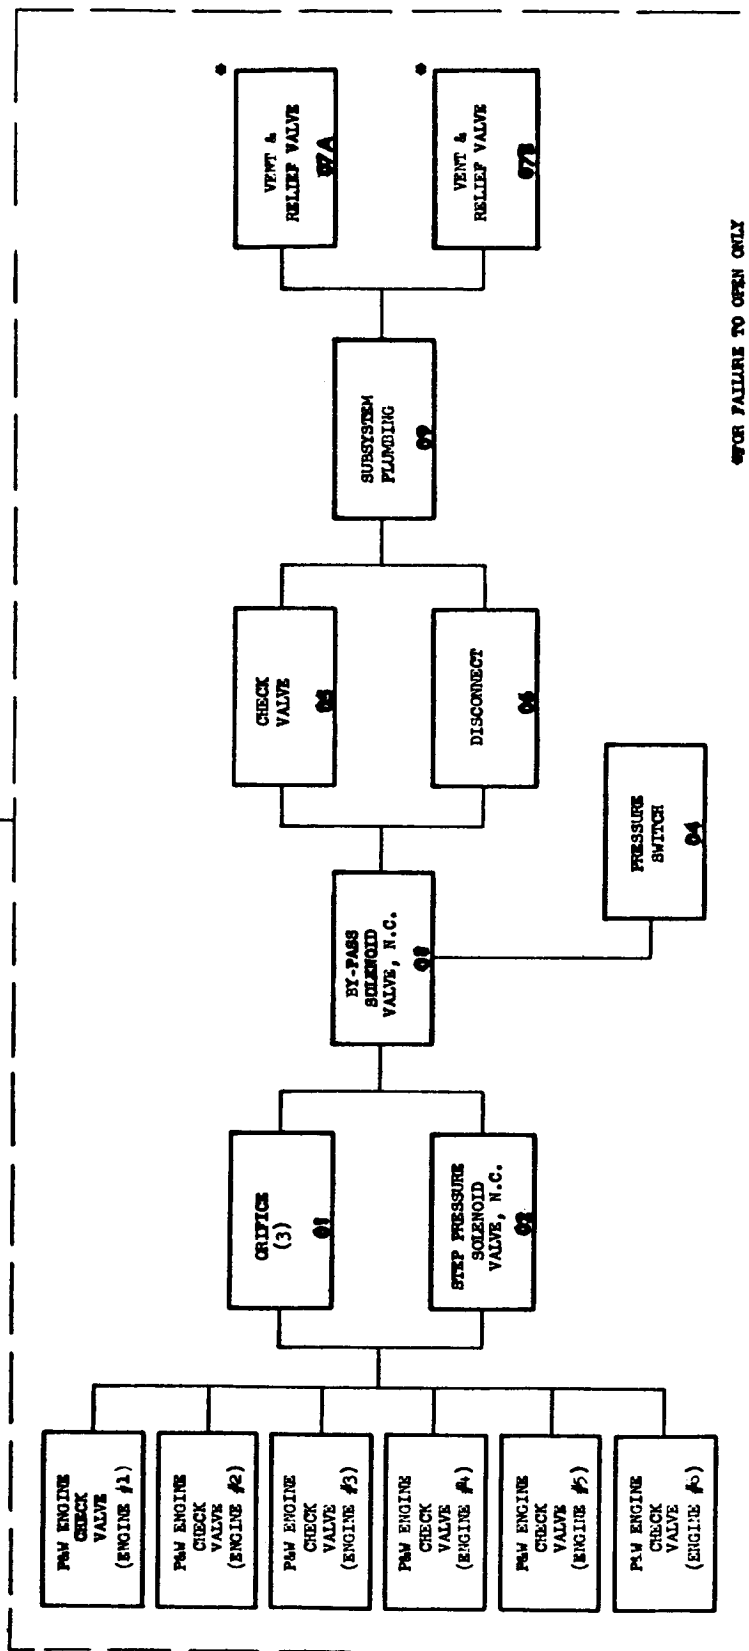 P&W ENGINE
CHECK
VALVE
(ENGINE #1)
P&W ENGINE
CHECK
VALVE
(ENGINE #2)
P&W ENGINE
CHECK
VALVE
(ENGINE #3)
P&W ENGINE
CHECK
VALVE
(ENGINE #4)
P&W ENGINE
CHECK
VALVE
(ENGINE #5)
P&W ENGINE
CHECK
VALVE
(ENGINE #6)
ORIFICE
(3)
01
STEP PRESSURE
SOLENOID
VALVE, N.C.
02
BY-PASS
SOLENOID
VALVE, N.C.
PRESSURE
SWITCH
04
CHECK
VALVE
05
DISCONNECT
06
SUBSYSTEM
PLUMBING
09
*
VENT &
RELIEF VALVE
07A
*
VENT &
RELIEF VALVE
07B
*FOR FAILURE TO OPEN ONLY